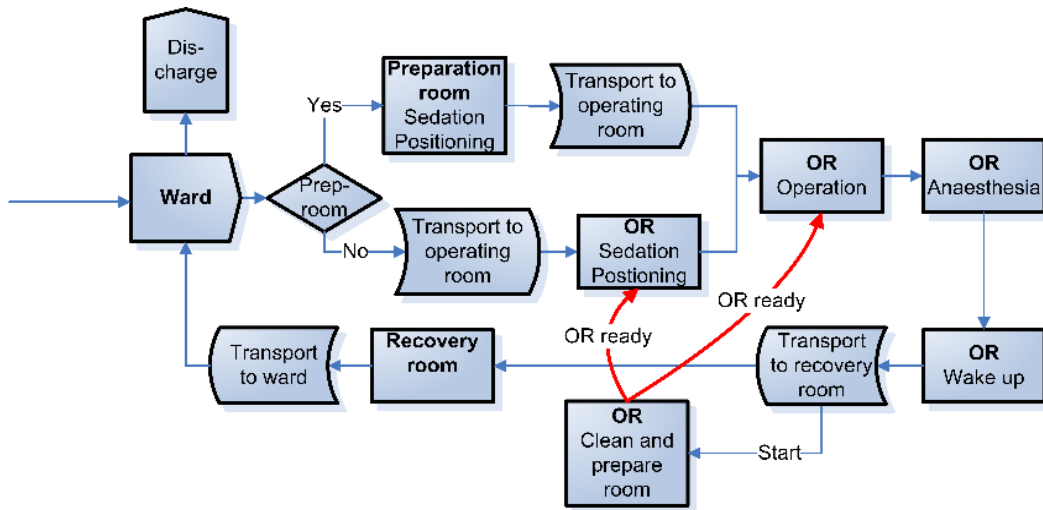 Dis-
charge
Ward
Prep-
room
Yes
No
Preparation
room
Sedation
Positioning
Transport to
operating
room
Transport to
operating
room
OR
Sedation
Postioning
OR
Operation
OR
Anaesthesia
OR ready
OR ready
OR
Wake up
Transport
to recovery
room
Recovery
room
Transport
to ward
Start
OR
Clean and
prepare
room